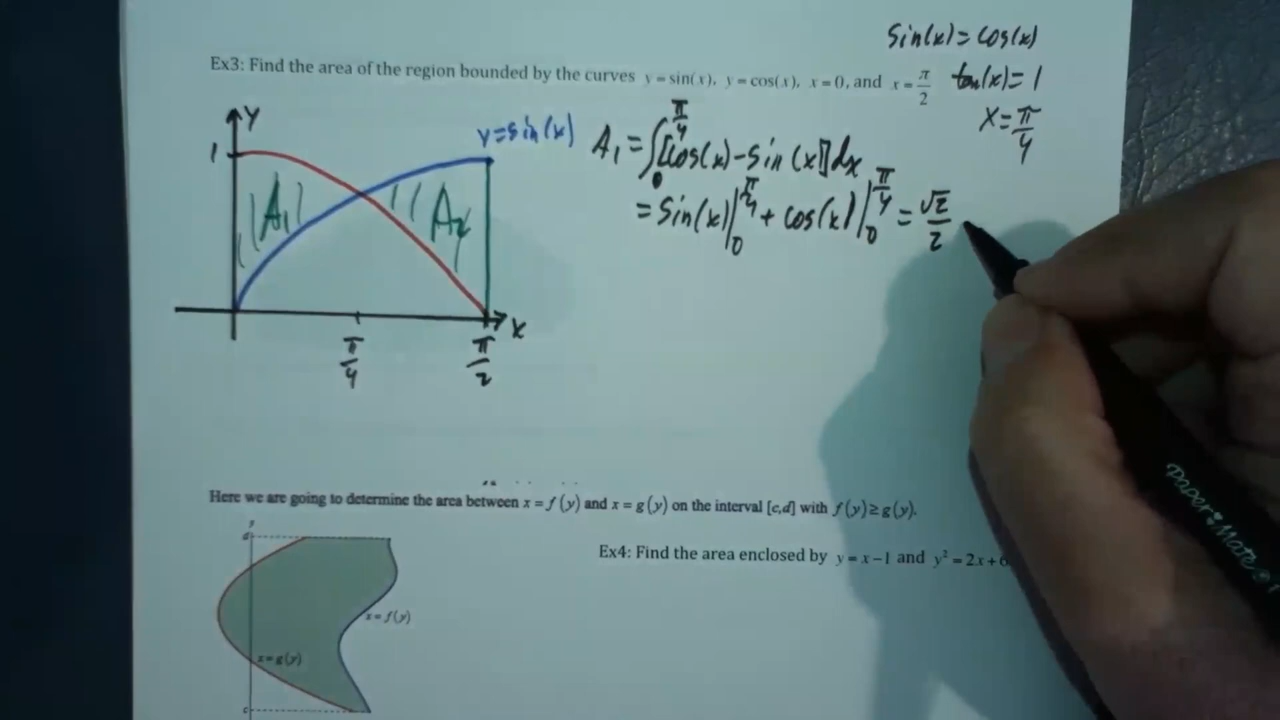 sin(x) = cos(x)
Ex3: Find the area of the region bounded by the curves y = sin(x), y = cos(x), x = 0, and x = π/2
tan(x) = 1
x = π/4
Y
1
y=sin(x)
A₁ = ∫₀^(π/4) [cos(x) - sin(x)] dx
A₁
A₂
= sin(x)|₀^(π/4) + cos(x)|₀^(π/4) = √2/2
X
π/4
π/2
Here we are going to determine the area between x = f(y) and x = g(y) on the interval [c,d] with f(y) ≥ g(y).
y
d
Ex4: Find the area enclosed by y = x − 1 and y² = 2x + 6
x = f(y)
x = g(y)
c
Paper Mate